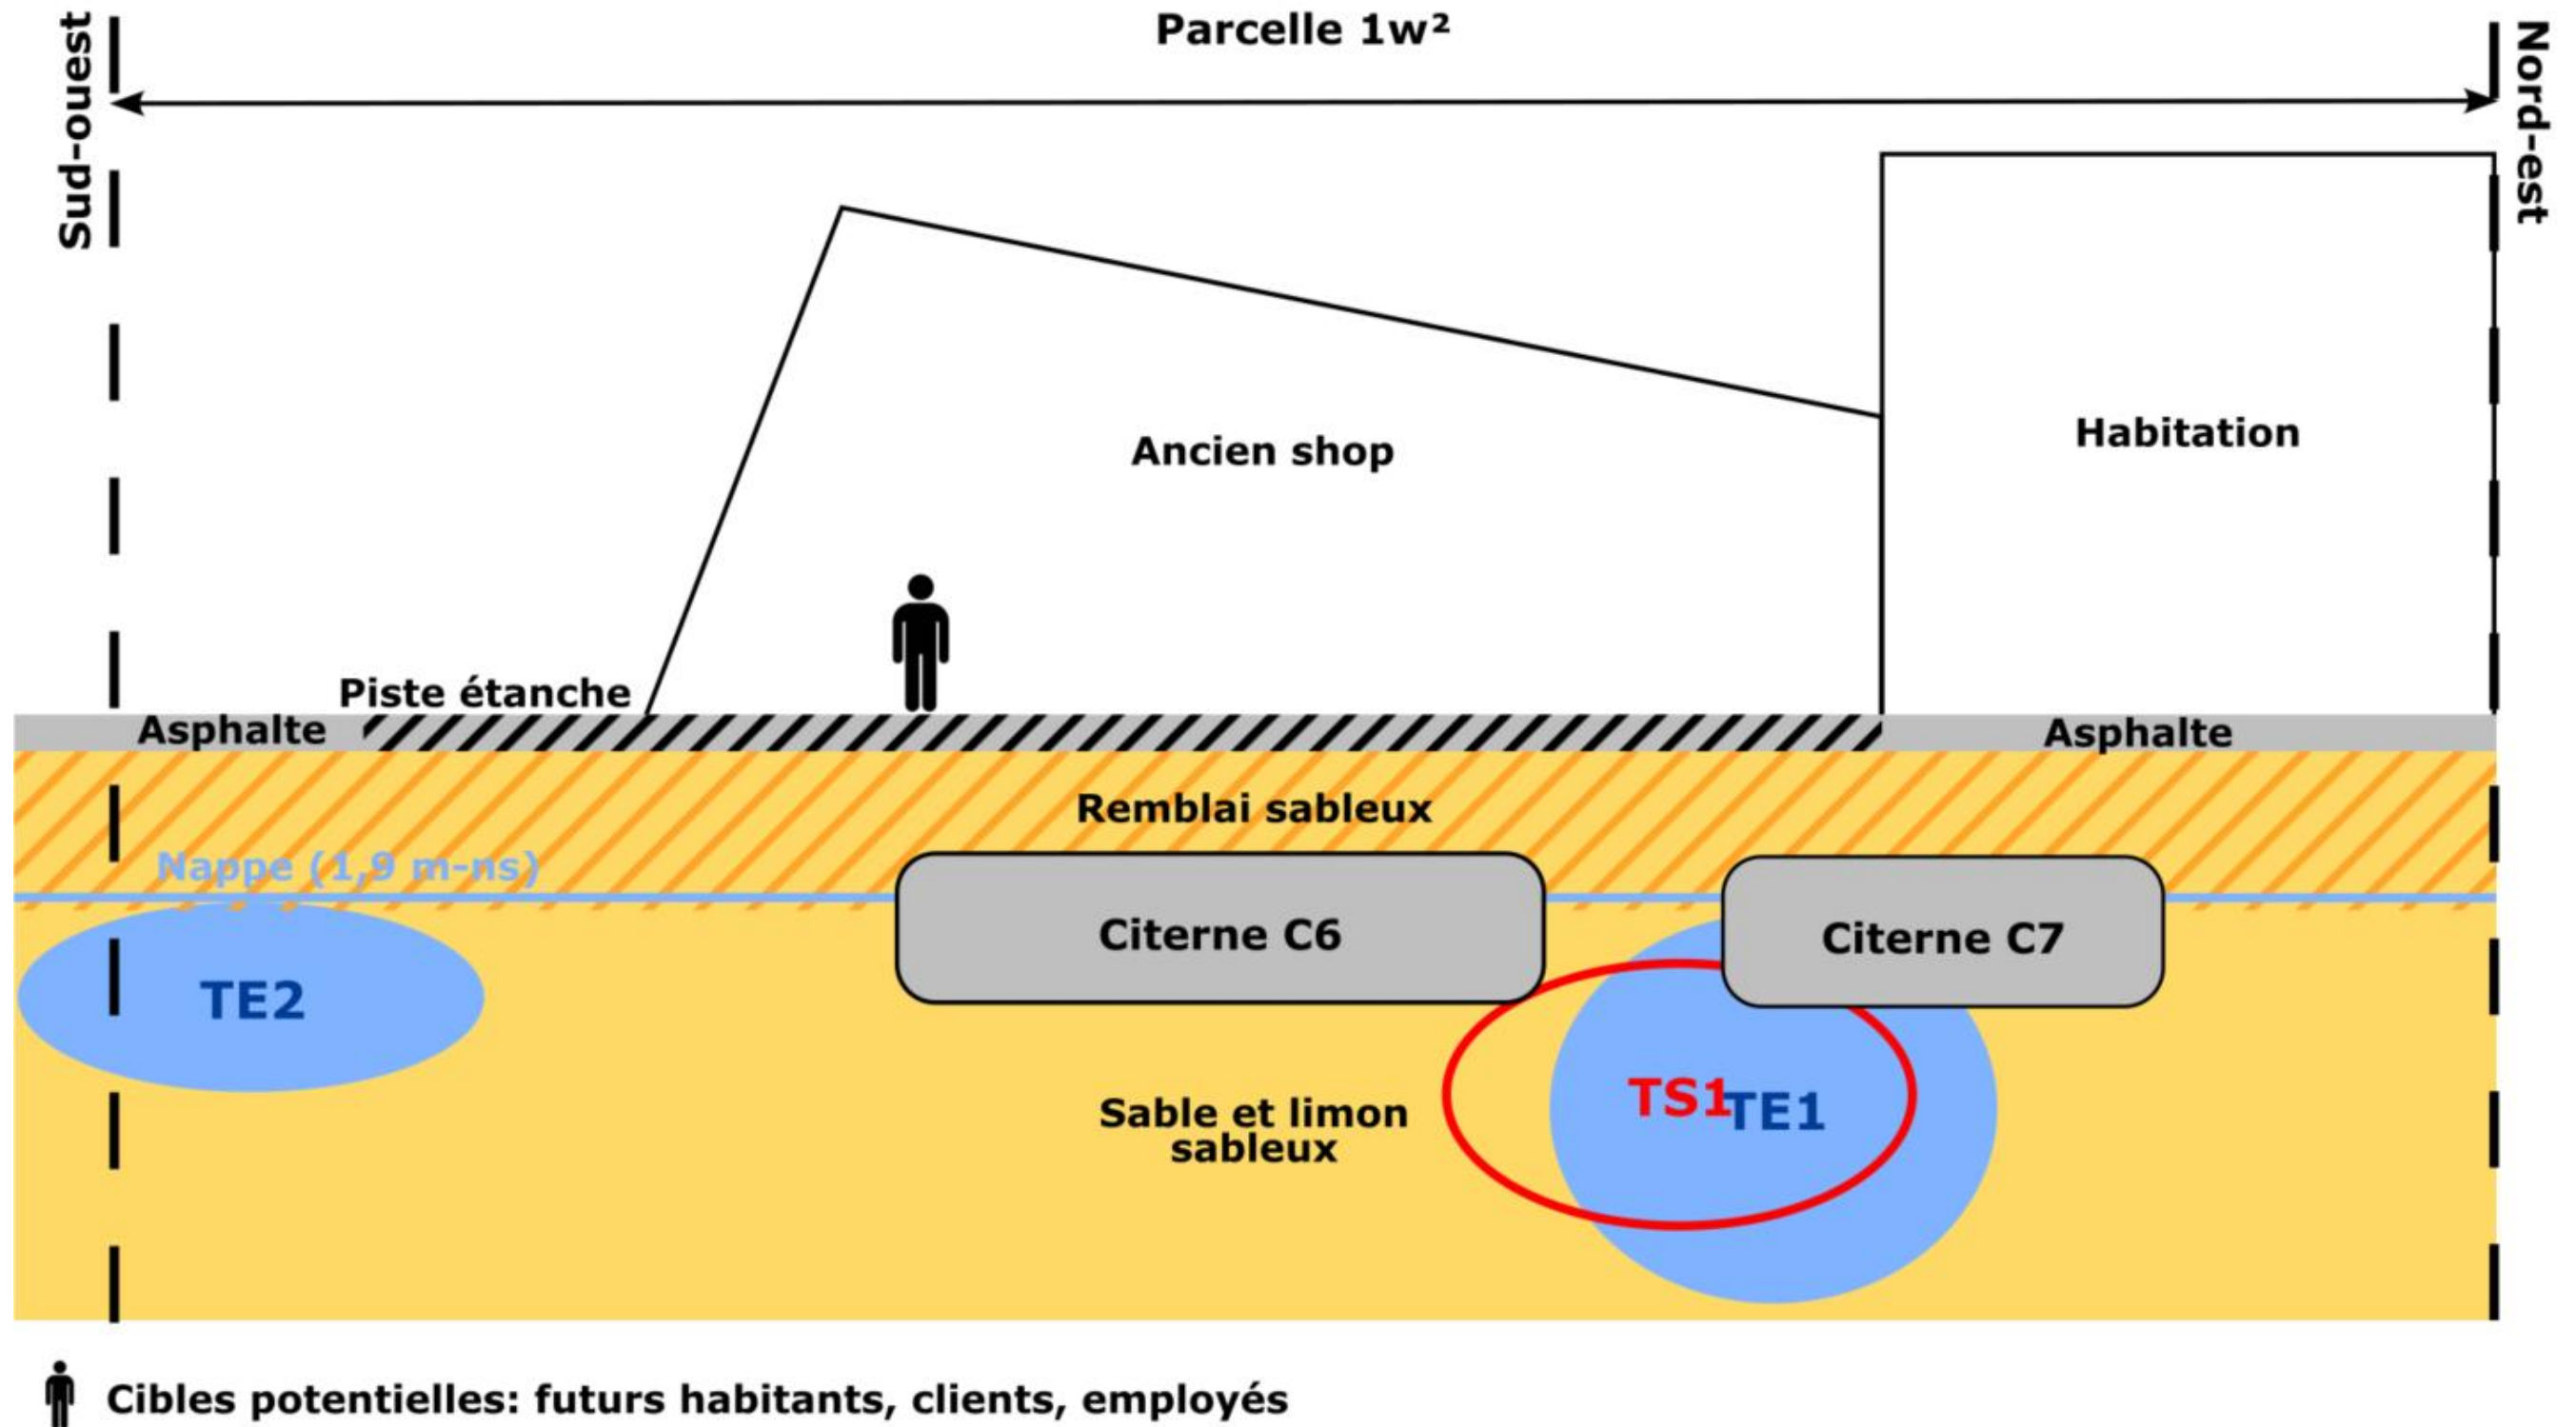 Parcelle 1w²
Sud-ouest
Nord-est
Ancien shop
Habitation
Piste étanche
Asphalte
Asphalte
Remblai sableux
Nappe (1,9 m-ns)
Citerne C6
Citerne C7
TE2
TS1
TE1
Sable et limon
sableux
Cibles potentielles: futurs habitants, clients, employés